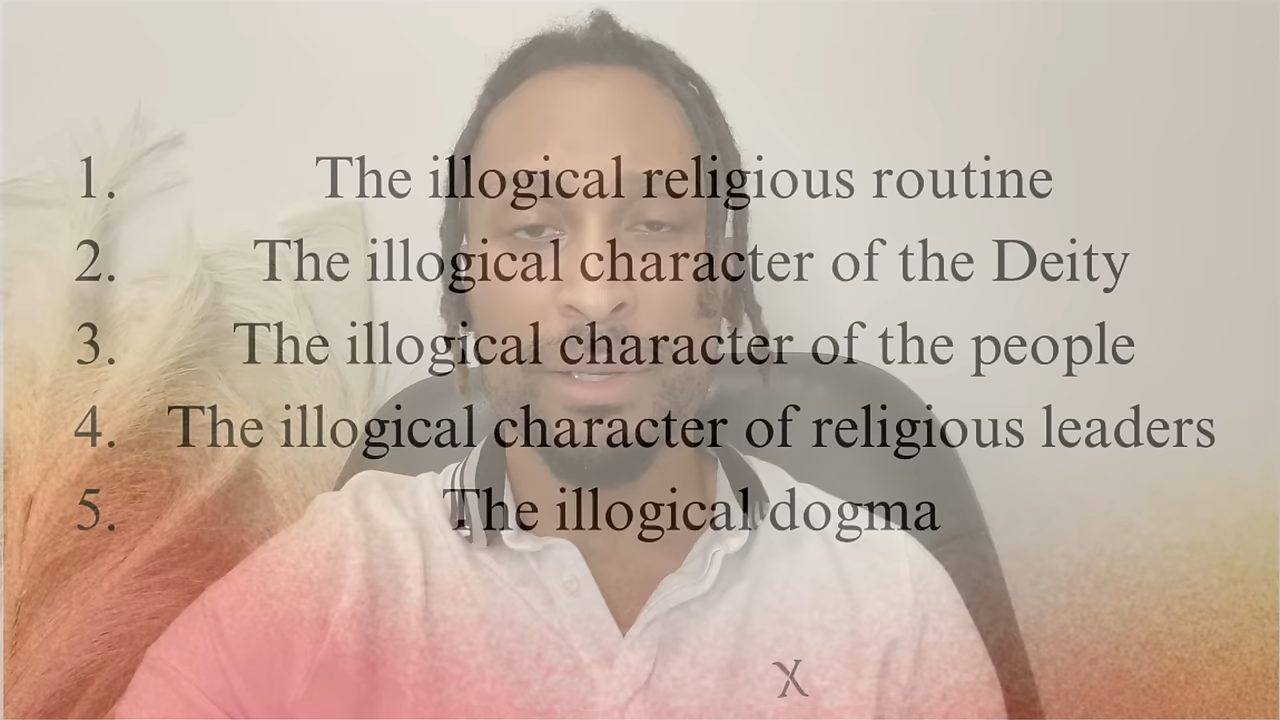 1. The illogical religious routine
2. The illogical character of the Deity
3. The illogical character of the people
4. The illogical character of religious leaders
5. The illogical dogma
X